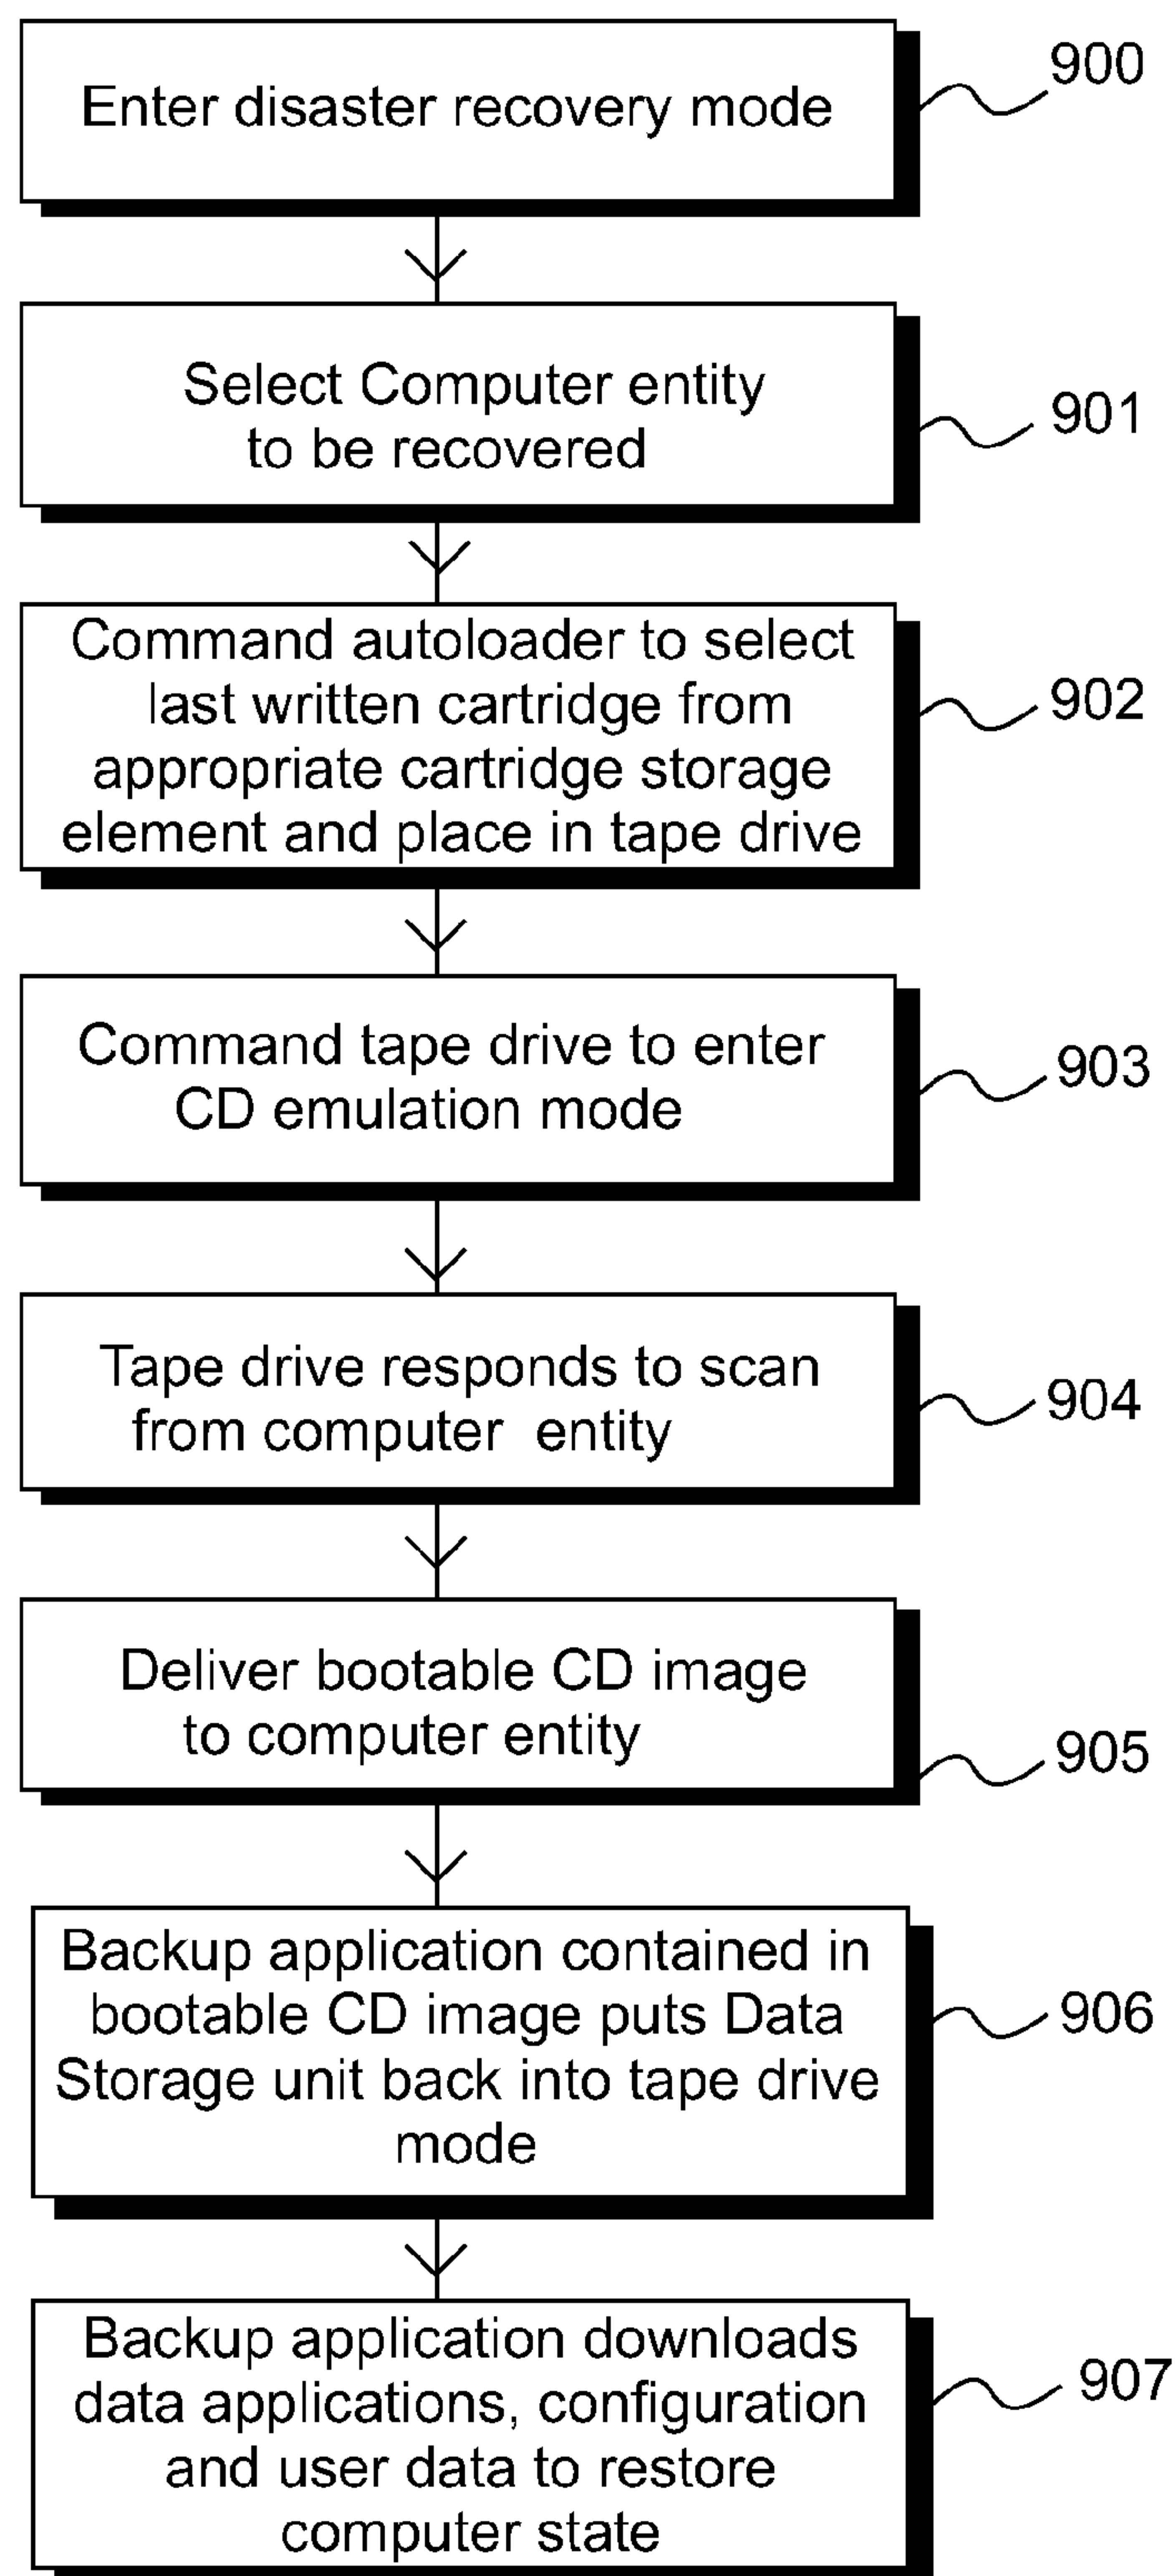 Enter disaster recovery mode
900
Select Computer entity
to be recovered
901
Command autoloader to select
last written cartridge from
appropriate cartridge storage
element and place in tape drive
902
Command tape drive to enter
CD emulation mode
903
Tape drive responds to scan
from computer entity
904
Deliver bootable CD image
to computer entity
905
Backup application contained in
bootable CD image puts Data
Storage unit back into tape drive
mode
906
Backup application downloads
data applications, configuration
and user data to restore
computer state
907